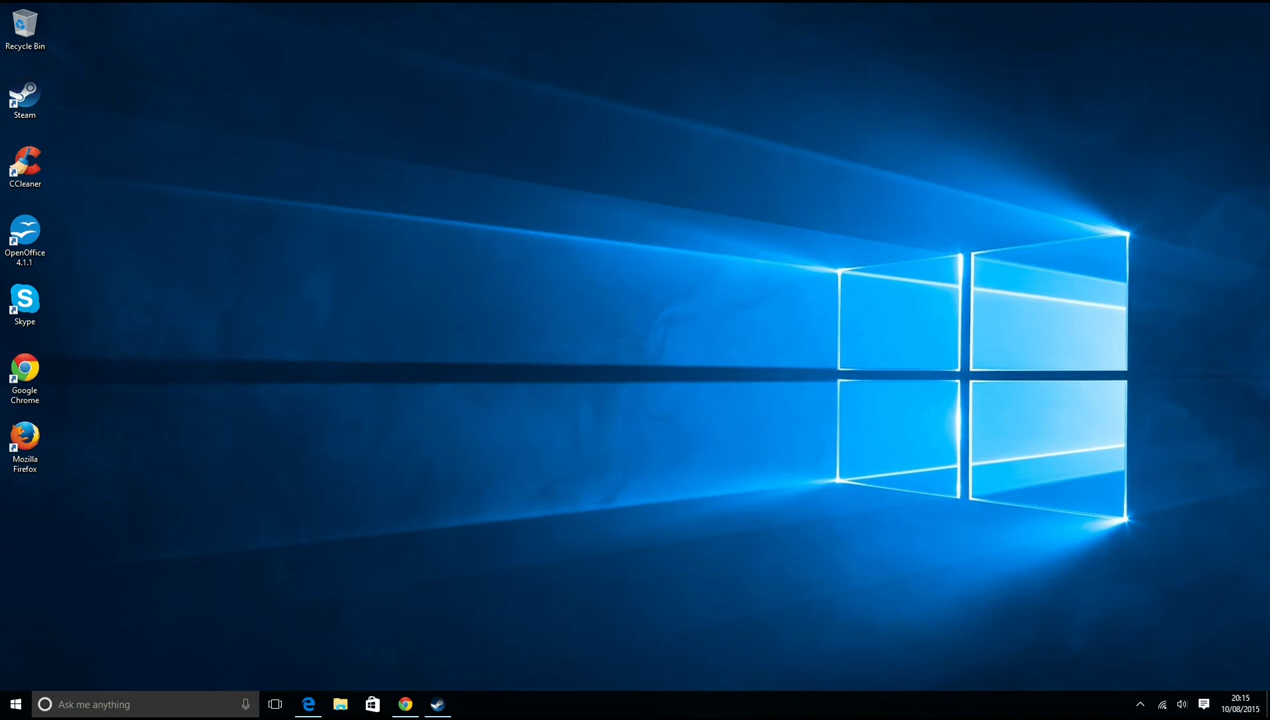 Recycle Bin
Steam
CCleaner
OpenOffice
4.1.1
Skype
Google
Chrome
Mozilla
Firefox
Ask me anything
20:15
10/08/2015